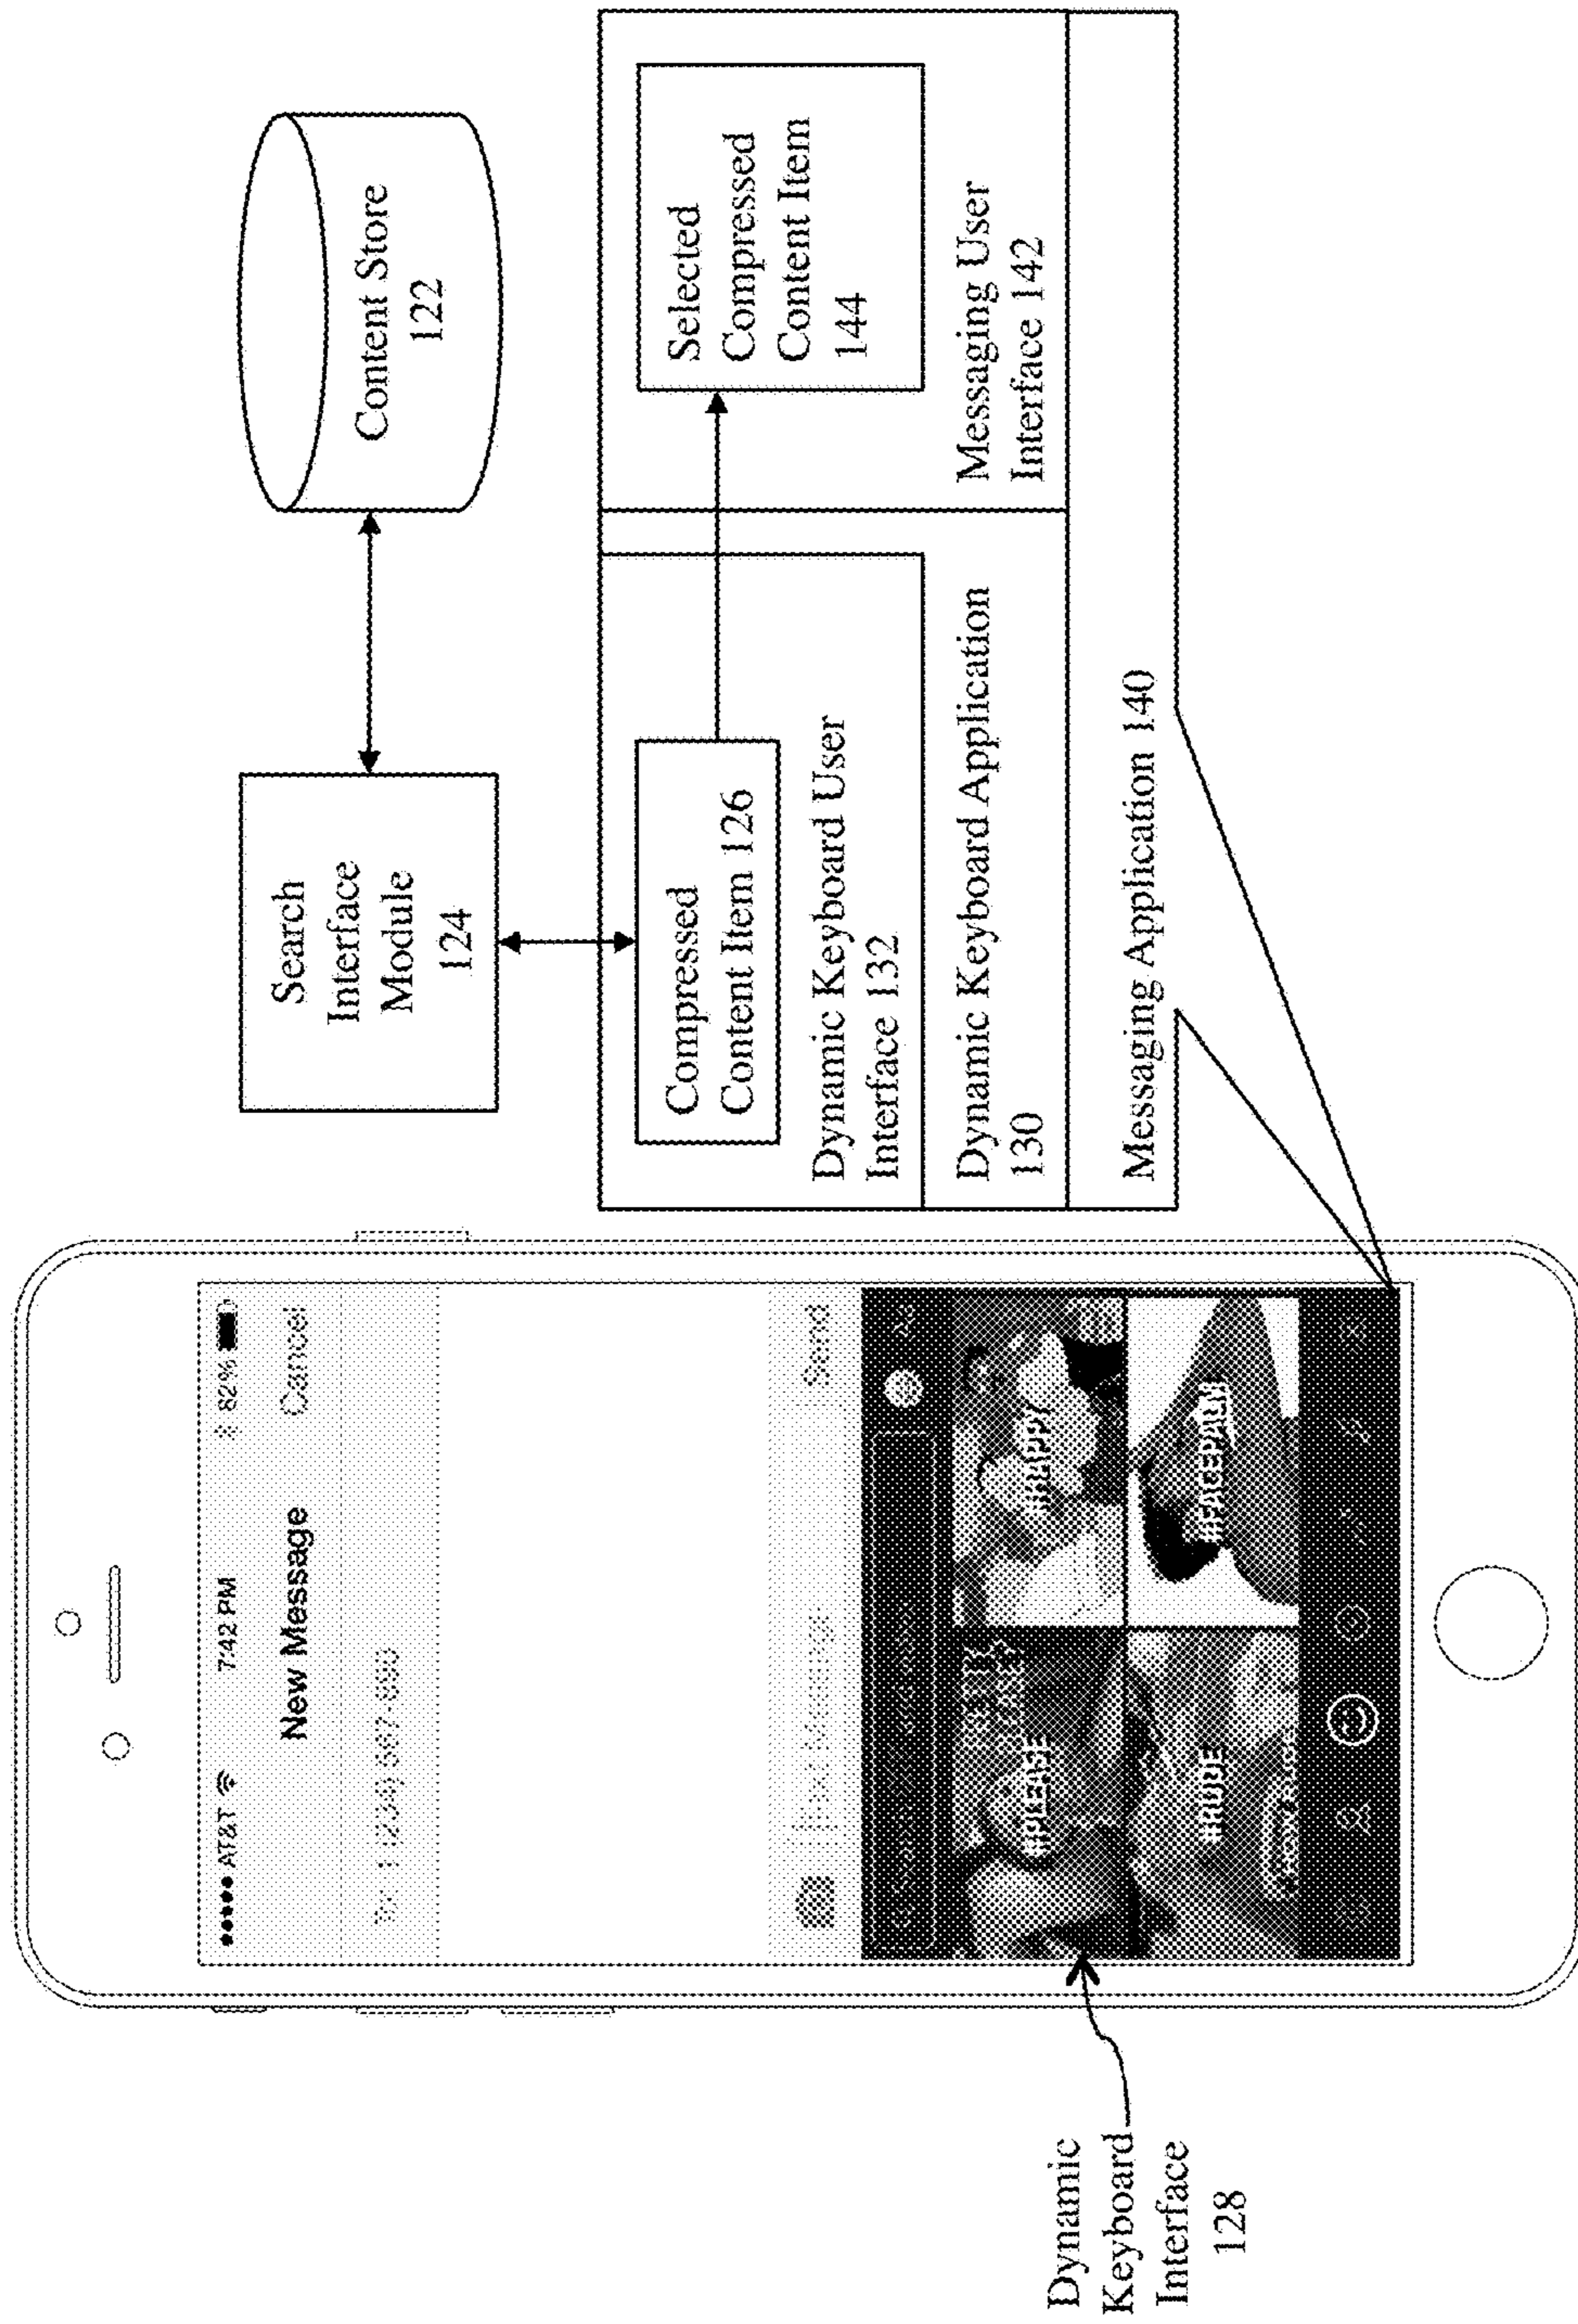 AT&T
7:42 PM
82%
New Message
Cancel
Send
#PLEASE
#HAPPY
#RUDE
#FACEPALM
Dynamic
Keyboard
Interface
128
Search
Interface
Module
124
Content Store
122
Compressed
Content Item 126
Dynamic Keyboard User
Interface 132
Dynamic Keyboard Application
130
Selected
Compressed
Content Item
144
Messaging User
Interface 142
Messaging Application 140